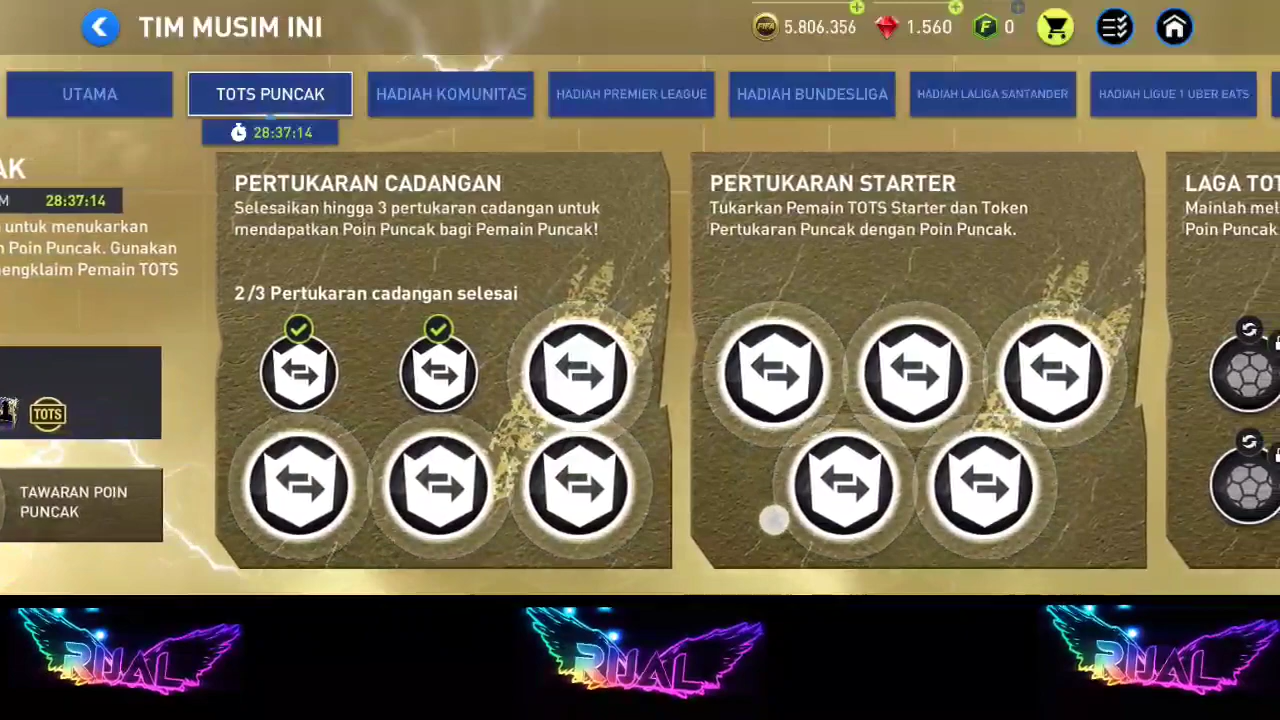 TIM MUSIM INI
FIFA
5.806.356
1.560
F
0
UTAMA
TOTS PUNCAK
HADIAH KOMUNITAS
HADIAH PREMIER LEAGUE
HADIAH BUNDESLIGA
HADIAH LALIGA SANTANDER
HADIAH LIGUE 1 UBER EATS
28:37:14
AK
M 28:37:14
untuk menukarkan
Poin Puncak. Gunakan
engklaim Pemain TOTS
TOTS
TAWARAN POIN
PUNCAK
PERTUKARAN CADANGAN
Selesaikan hingga 3 pertukaran cadangan untuk
mendapatkan Poin Puncak bagi Pemain Puncak!
2/3 Pertukaran cadangan selesai
PERTUKARAN STARTER
Tukarkan Pemain TOTS Starter dan Token
Pertukaran Puncak dengan Poin Puncak.
LAGA TOT
Mainlah mel
Poin Puncak
RIJAL
RIJAL
RIJAL